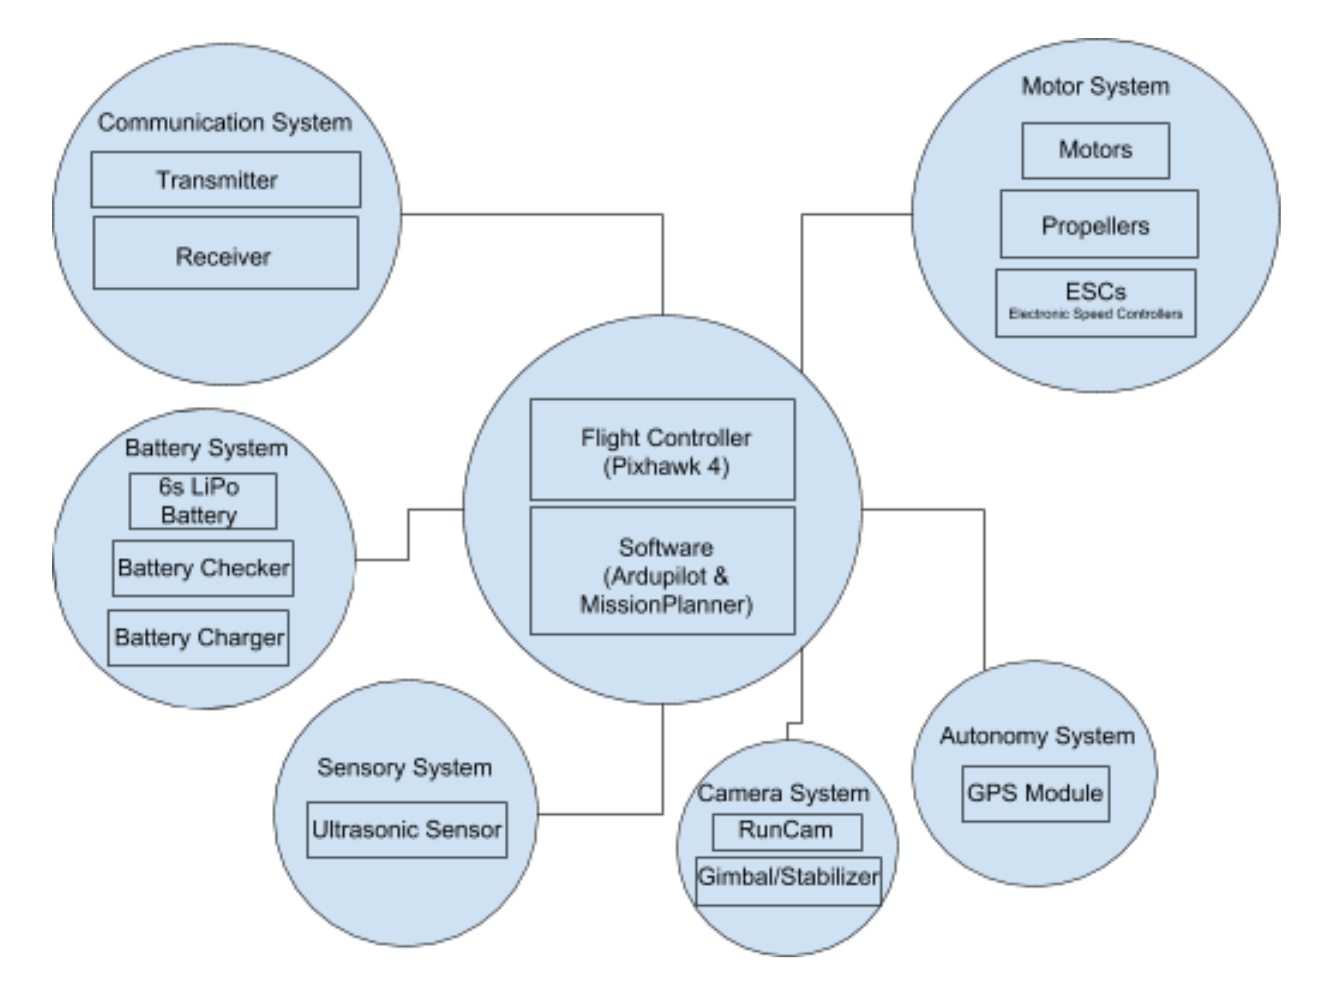 Communication System
Transmitter
Receiver
Motor System
Motors
Propellers
ESCs
Electronic Speed Controllers
Flight Controller
(Pixhawk 4)
Software
(Ardupilot &
MissionPlanner)
Battery System
6s LiPo
Battery
Battery Checker
Battery Charger
Sensory System
Ultrasonic Sensor
Camera System
RunCam
Gimbal/Stabilizer
Autonomy System
GPS Module